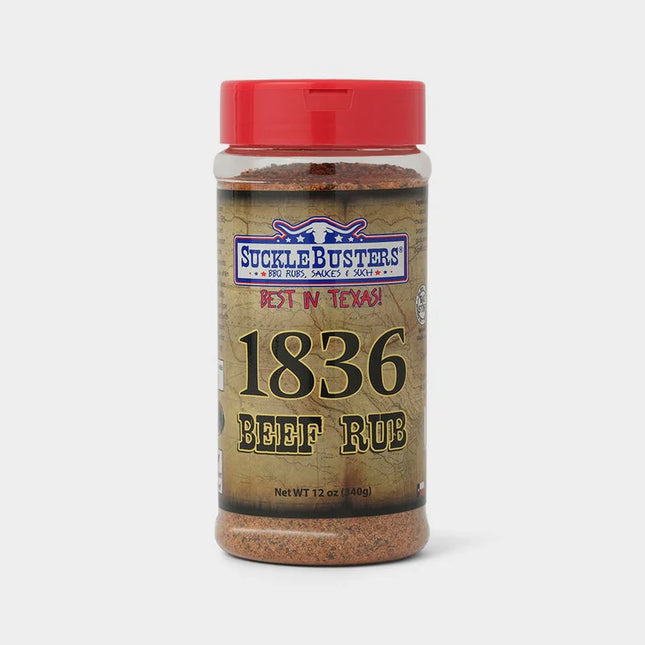 SUCKLEBUSTERS®
BBQ RUBS, SAUCES & SUCH
BEST IN TEXAS!
1836
BEEF RUB
Net WT 12 oz (340g)